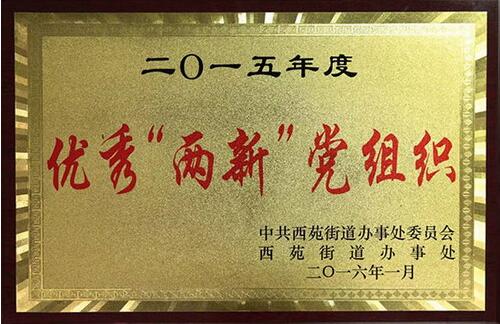 二〇一五年度
优秀“两新”党组织
中共西苑街道办事处委员会
西苑街道办事处
二〇一六年一月